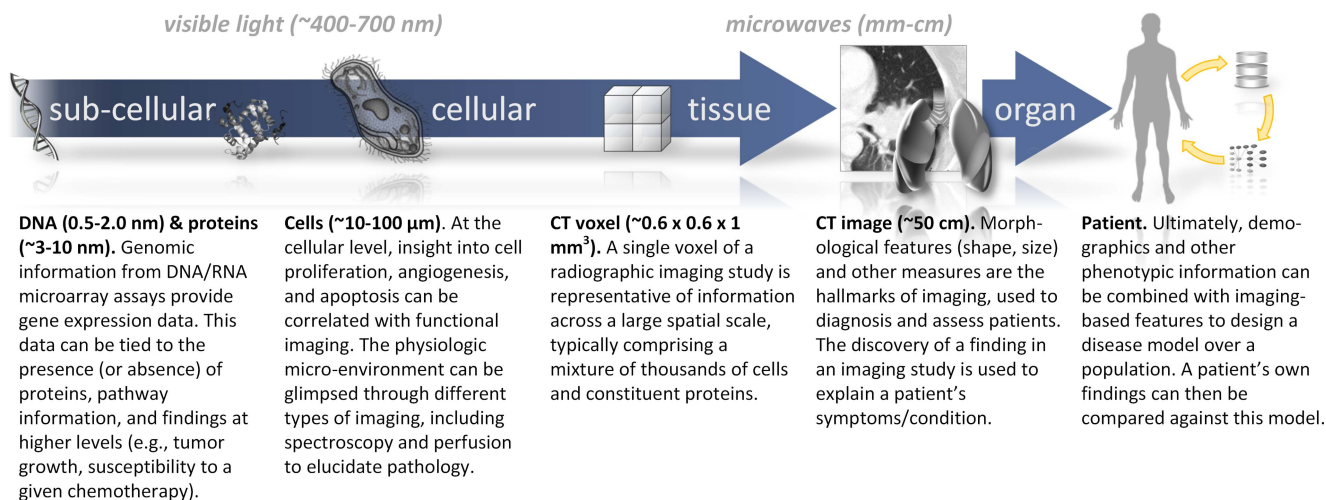 visible light (~400-700 nm)
microwaves (mm-cm)
sub-cellular
cellular
tissue
organ
DNA (0.5-2.0 nm) & proteins
(~3-10 nm). Genomic
information from DNA/RNA
microarray assays provide
gene expression data. This
data can be tied to the
presence (or absence) of
proteins, pathway
information, and findings at
higher levels (e.g., tumor
growth, susceptibility to a
given chemotherapy).
Cells (~10-100 μm). At the
cellular level, insight into cell
proliferation, angiogenesis,
and apoptosis can be
correlated with functional
imaging. The physiologic
micro-environment can be
glimpsed through different
types of imaging, including
spectroscopy and perfusion
to elucidate pathology.
CT voxel (~0.6 x 0.6 x 1
mm³). A single voxel of a
radiographic imaging study is
representative of information
across a large spatial scale,
typically comprising a
mixture of thousands of cells
and constituent proteins.
CT image (~50 cm). Morph-
ological features (shape, size)
and other measures are the
hallmarks of imaging, used to
diagnosis and assess patients.
The discovery of a finding in
an imaging study is used to
explain a patient's
symptoms/condition.
Patient. Ultimately, demo-
graphics and other
phenotypic information can
be combined with imaging-
based features to design a
disease model over a
population. A patient's own
findings can then be
compared against this model.